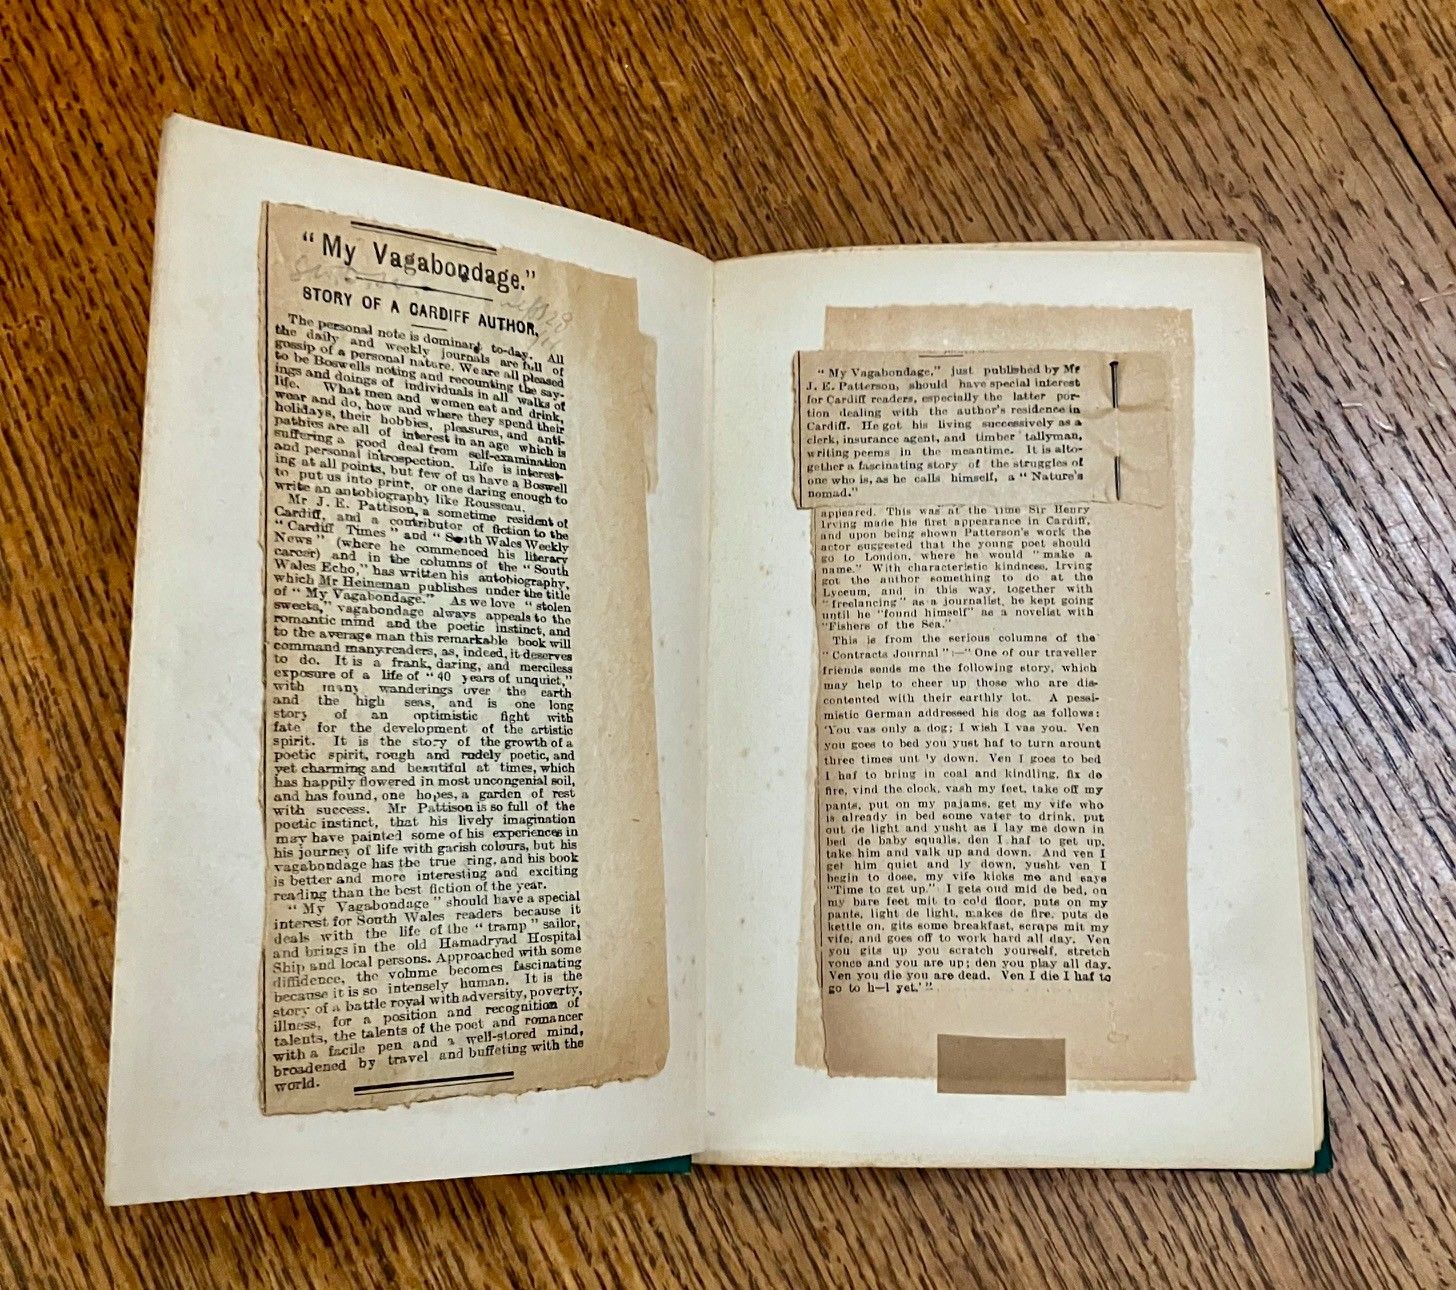 "My Vagabondage."
STORY OF A CARDIFF AUTHOR.
The personal note is dominant to-day. All
the daily and weekly journals are full of
gossip of a personal nature. We are all pleased
to be Boswells noting and recounting the say-
ings and doings of individuals in all walks of
life. What men and women eat and drink,
wear and do, how and where they spend their
holidays, their hobbies, pleasures, and anti-
pathies are all of interest in an age which is
suffering a good deal from self-examination
and personal introspection. Life is interest-
ing at all points, but few of us have a Boswell
to put us into print, or one daring enough to
write an autobiography like Rousseau.
Mr J. E. Pattison, a sometime resident of
Cardiff, and a contributor of fiction to the
"Cardiff Times" and "South Wales Weekly
News" (where he commenced his literary
career) and in the columns of the "South
Wales Echo," has written his autobiography,
which Mr Heineman publishes under the title
of "My Vagabondage." As we love "stolen
sweets," vagabondage always appeals to the
romantic mind and the poetic instinct, and
to the average man this remarkable book will
command many readers, as, indeed, it deserves
to do. It is a frank, daring, and merciless
exposure of a life of "40 years of unquiet,"
with many wanderings over the earth
and the high seas, and is one long
story of an optimistic fight with
fate for the development of the artistic
spirit. It is the story of the growth of a
poetic spirit, rough and rudely poetic, and
yet charming and beautiful at times, which
has happily flowered in most uncongenial soil,
and has found, one hopes, a garden of rest
with success. Mr Pattison is so full of the
poetic instinct, that his lively imagination
may have painted some of his experiences in
his journey of life with garish colours, but his
vagabondage has the true ring, and his book
is better and more interesting and exciting
reading than the best fiction of the year.
"My Vagabondage" should have a special
interest for South Wales readers because it
deals with the life of the "tramp" sailor,
and brings in the old Hamadryad Hospital
Ship and local persons. Approached with some
diffidence, the volume becomes fascinating
because it is so intensely human. It is the
story of a battle royal with adversity, poverty,
illness, for a position and recognition of
talents, the talents of the poet and romancer
with a facile pen and a well-stored mind,
broadened by travel and buffeting with the
world.
"My Vagabondage," just published by Mr
J. E. Patterson, should have special interest
for Cardiff readers, especially the latter por-
tion dealing with the author's residence in
Cardiff. He got his living successively as a
clerk, insurance agent, and timber tallyman,
writing peems in the meantime. It is alto-
gether a fascinating story of the struggles of
one who is, as he calls himself, a "Nature's
nomad."
appeared. This was at the time Sir Henry
Irving made his first appearance in Cardiff,
and upon being shown Patterson's work the
actor suggested that the young poet should
go to London, where he would "make a
name." With characteristic kindness, Irving
got the author something to do at the
Lyceum, and in this way, together with
"freelancing" as a journalist, he kept going
until he "found himself" as a novelist with
"Fishers of the Sea."
This is from the serious columns of the
"Contracts Journal":—"One of our traveller
friends sends me the following story, which
may help to cheer up those who are dis-
contented with their earthly lot. A pessi-
mistic German addressed his dog as follows:
'You vas only a dog; I wish I vas you. Ven
you goes to bed you yust haf to turn arount
three times unt ly down. Ven I goes to bed
I haf to bring in coal and kindling, fix de
fire, vind the clock, vash my feet, take off my
pants, put on my pajams, get my vife who
is already in bed some vater to drink, put
out de light and yusht as I lay me down in
bed de baby squalls, den I haf to get up,
take him and valk up and down. And ven I
get him quiet and ly down, yusht ven I
begin to dose, my vife kicks me and says
"Time to get up." I gets oud mid de bed, on
my bare feet mit to cold floor, puts on my
pants, light de light, makes de fire, puts de
kettle on, gits some breakfast, scraps mit my
vife, and goes off to work hard all day. Ven
you gits up you scratch yourself, stretch
vonce and you are up; den you play all day.
Ven you die you are dead. Ven I die I haf to
go to h—l yet.'"